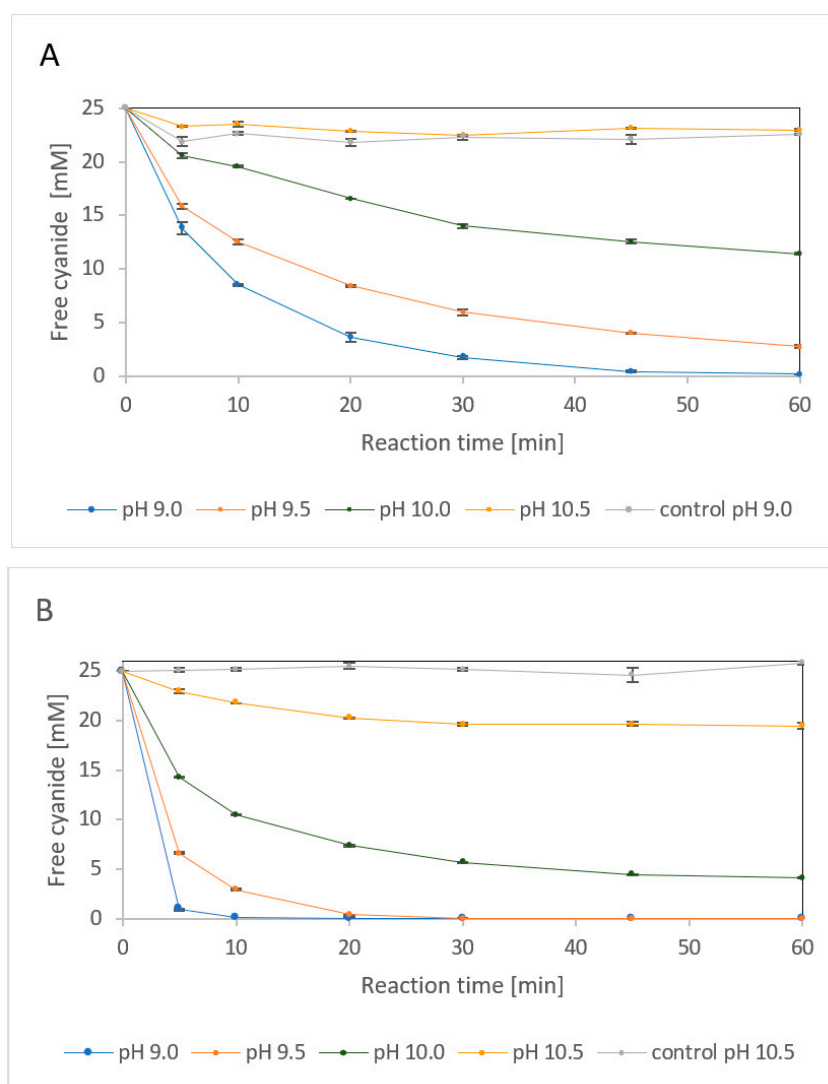 A
Free cyanide [mM]
25
20
15
10
5
0
0 10 20 30 40 50 60
Reaction time [min]
pH 9.0 pH 9.5 pH 10.0 pH 10.5 control pH 9.0
B
Free cyanide [mM]
25
20
15
10
5
0
0 10 20 30 40 50 60
Reaction time [min]
pH 9.0 pH 9.5 pH 10.0 pH 10.5 control pH 10.5